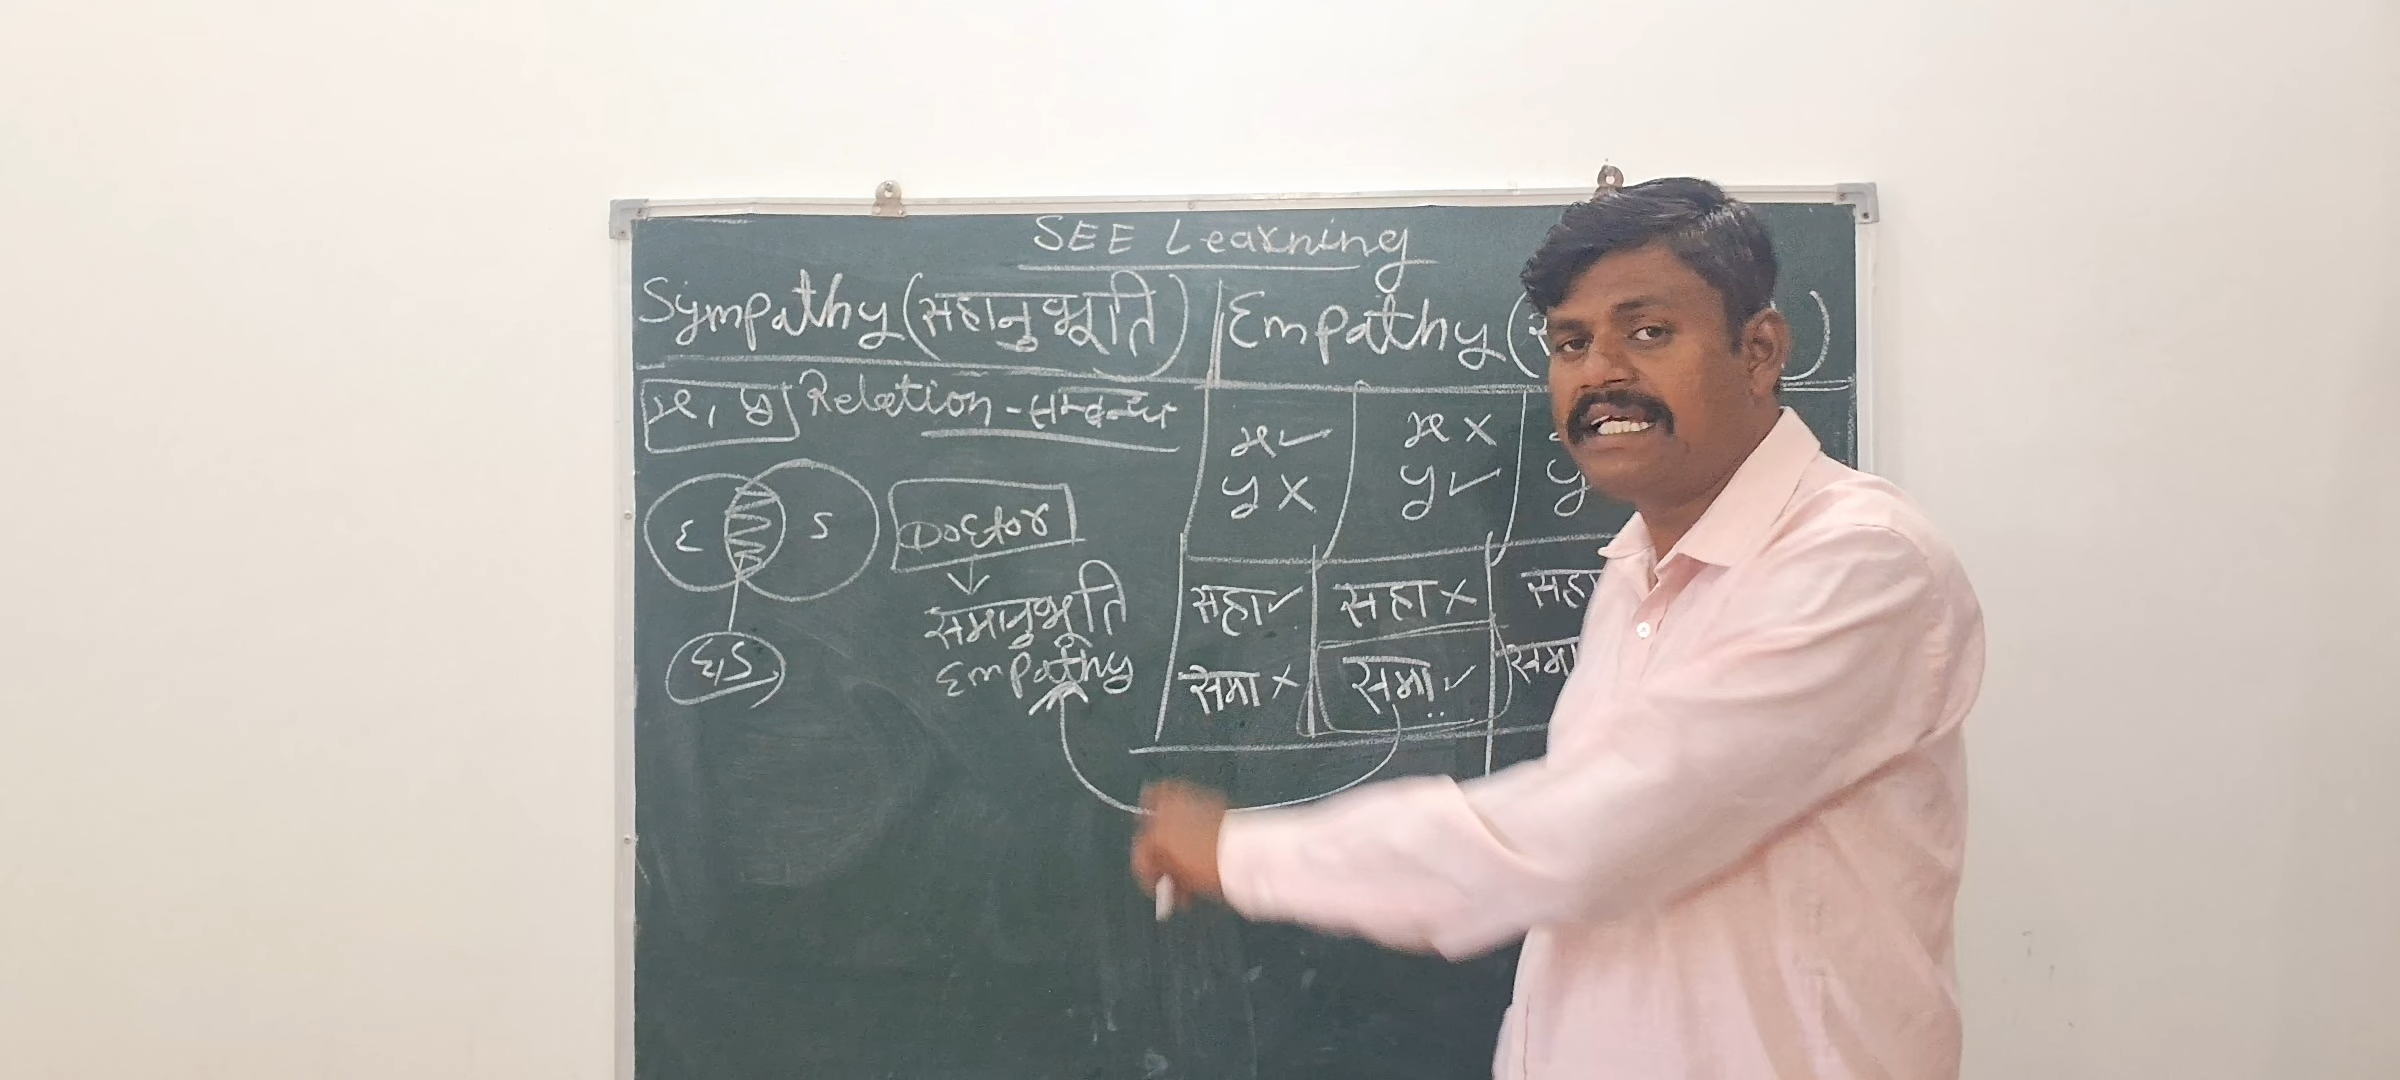 SEE Learning
Sympathy (सहानुभूति) Empathy (
x, y Relation - सम्बन्ध
x ✓ x ×
y × y ✓ y
E S Doctor
↓
समानुभूति
Empathy
सहा ✓ सहा × सहा
समा × समा ✓ समा
E/S